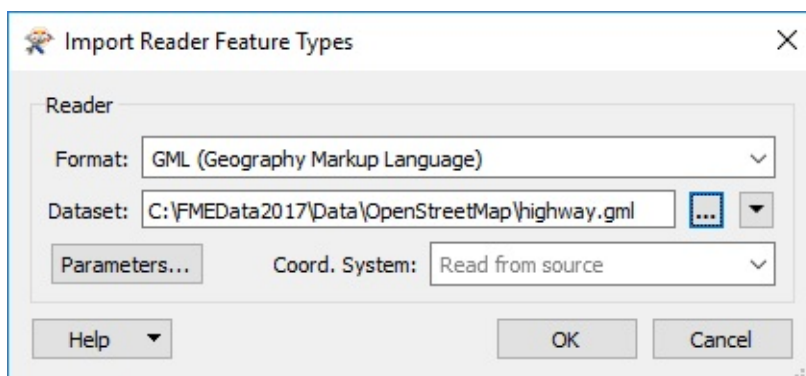 Import Reader Feature Types
Reader
Format: GML (Geography Markup Language)
Dataset: C:\FMEData2017\Data\OpenStreetMap\highway.gml ...
Parameters... Coord. System: Read from source
Help OK Cancel